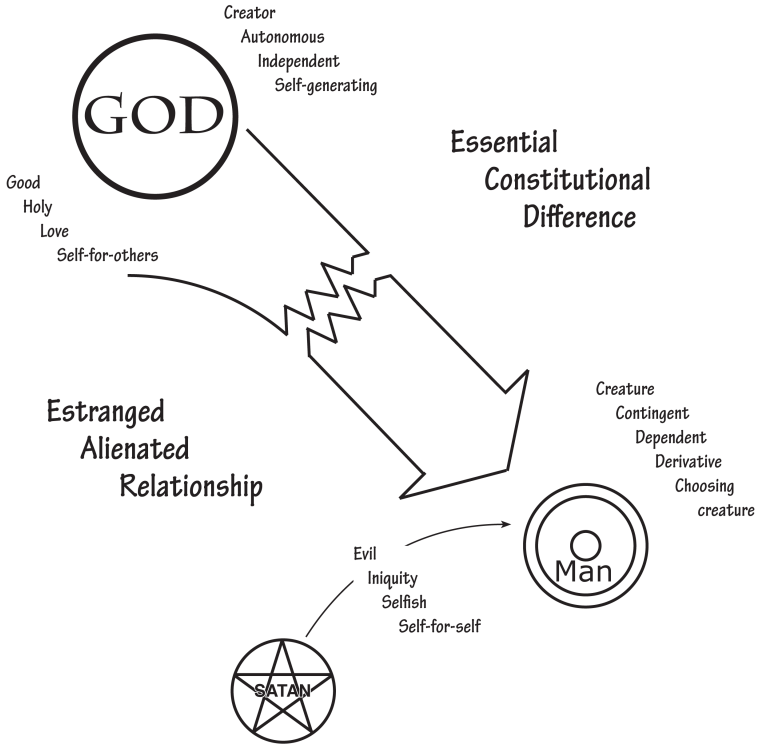 Creator
Autonomous
Independent
Self-generating
GOD
Good
Holy
Love
Self-for-others
Essential
Constitutional
Difference
Estranged
Alienated
Relationship
Creature
Contingent
Dependent
Derivative
Choosing
creature
Man
Evil
Iniquity
Selfish
Self-for-self
SATAN